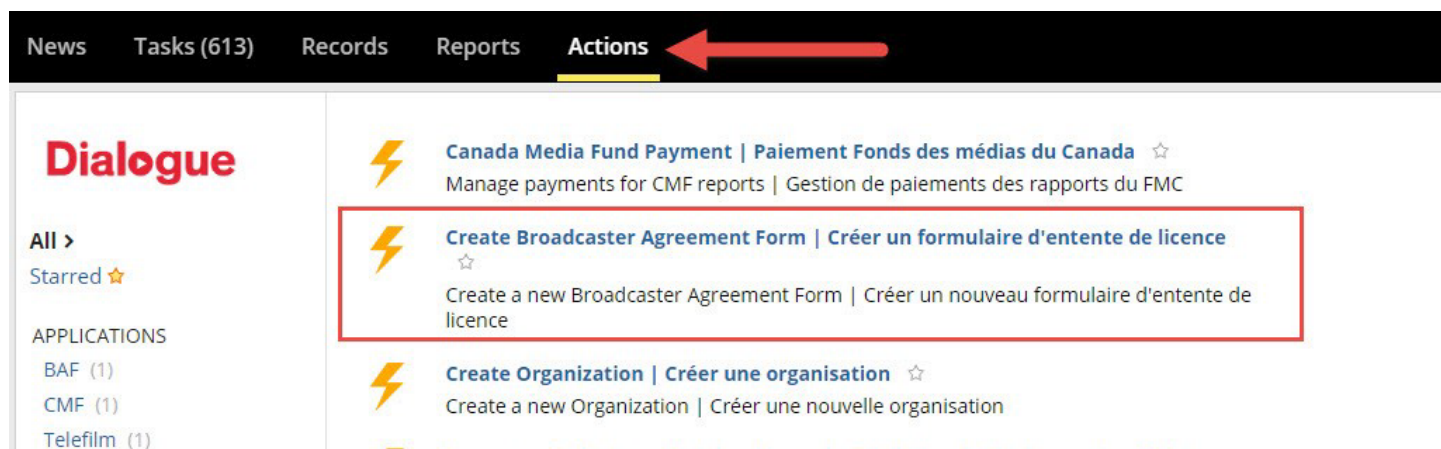 News Tasks (613) Records Reports Actions
Dialogue
All >
Starred
APPLICATIONS
BAF (1)
CMF (1)
Telefilm (1)
Canada Media Fund Payment | Paiement Fonds des médias du Canada
Manage payments for CMF reports | Gestion de paiements des rapports du FMC
Create Broadcaster Agreement Form | Créer un formulaire d'entente de licence
Create a new Broadcaster Agreement Form | Créer un nouveau formulaire d'entente de
licence
Create Organization | Créer une organisation
Create a new Organization | Créer une nouvelle organisation